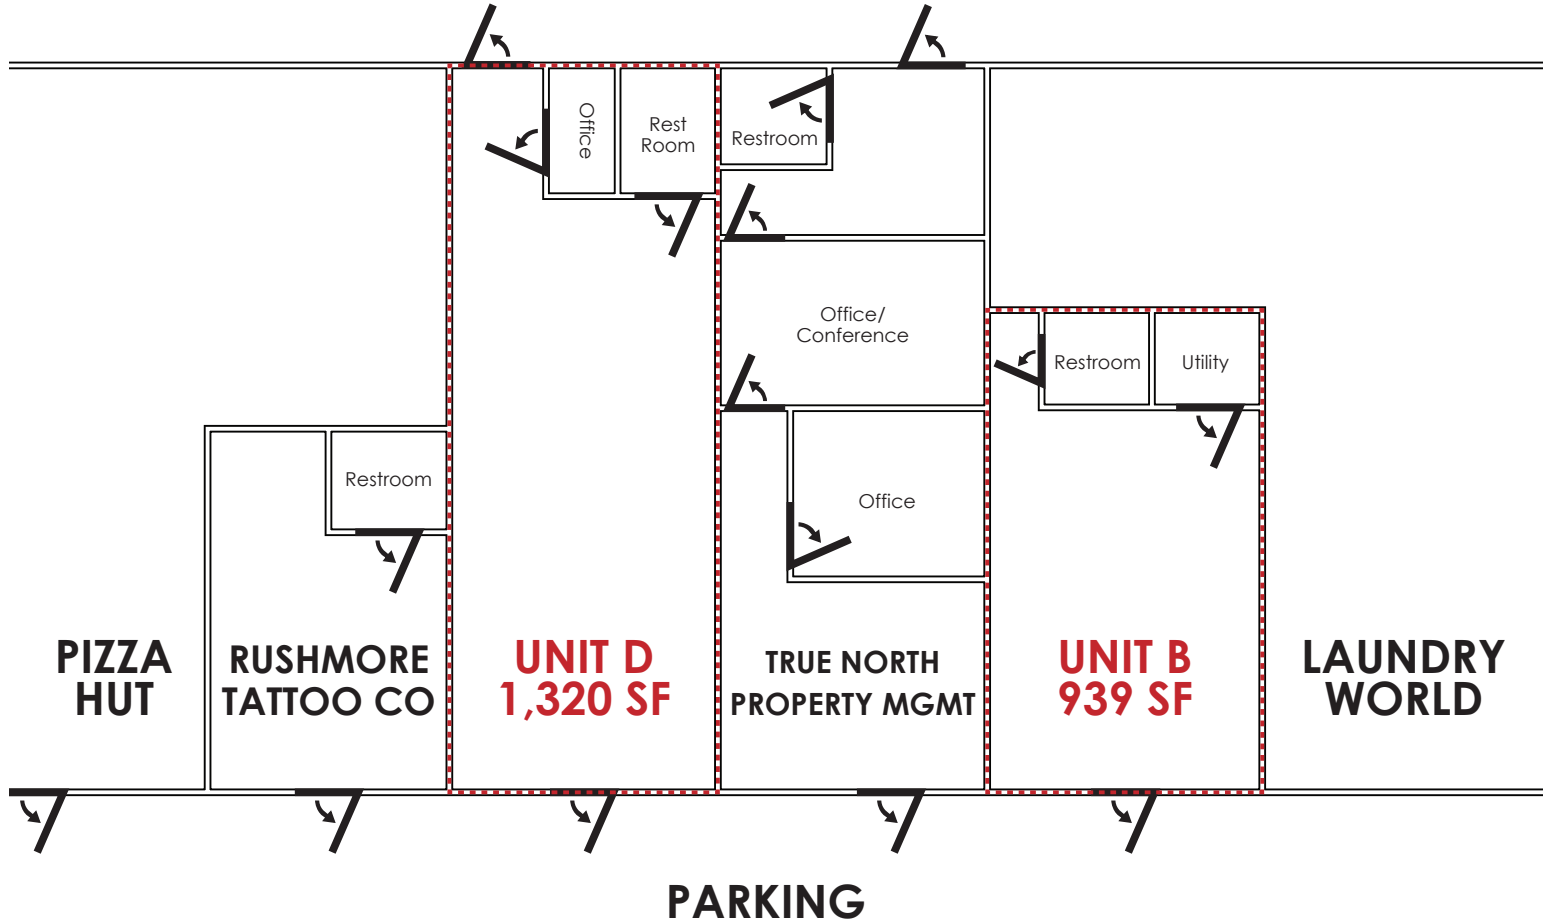 Office
Rest
Room
Restroom
Office/
Conference
Restroom
Utility
Restroom
Office
PIZZA
HUT
RUSHMORE
TATTOO CO
UNIT D
1,320 SF
TRUE NORTH
PROPERTY MGMT
UNIT B
939 SF
LAUNDRY
WORLD
PARKING